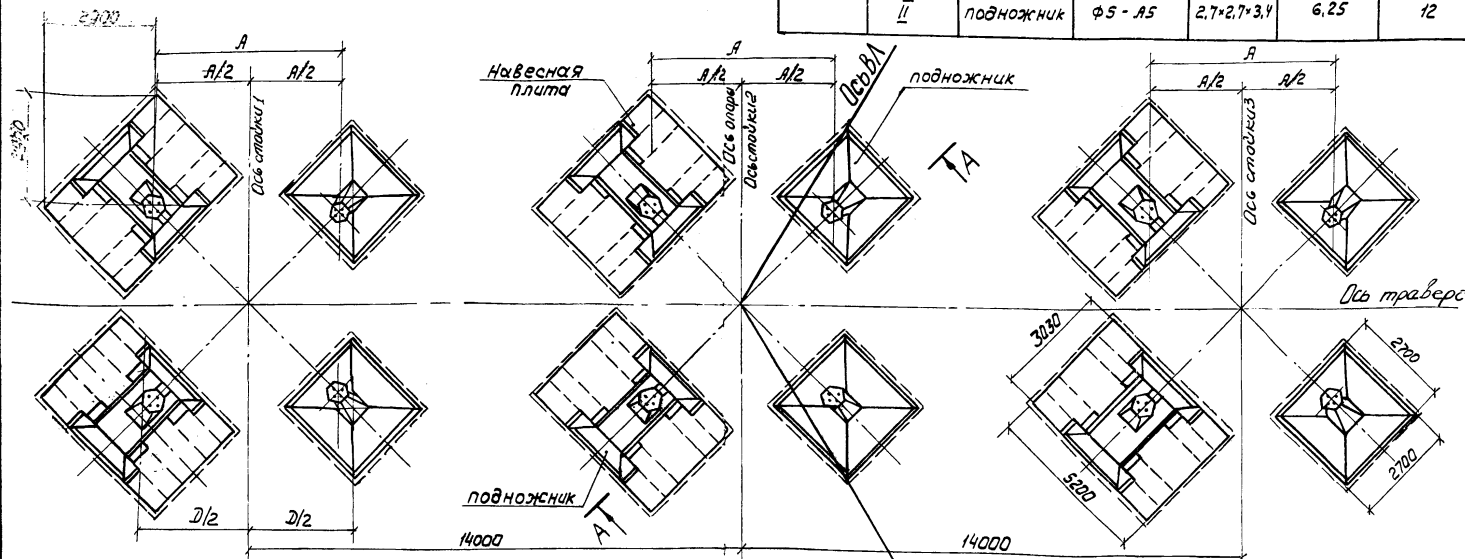 II подножник Ф5 - А5 2,7×2,7×3,4 6,25 12
2900
А
А/2 А/2
Ось стойки 1
Навесная
плита
А
А/2 А/2
Ось опоры
Ось стойки 2
Ось ВЛ
подножник
А
А
А/2 А/2
Ось стойки 3
Ось траверс
3030
5200
2700
2700
подножник
А
D/2 D/2
14000
14000